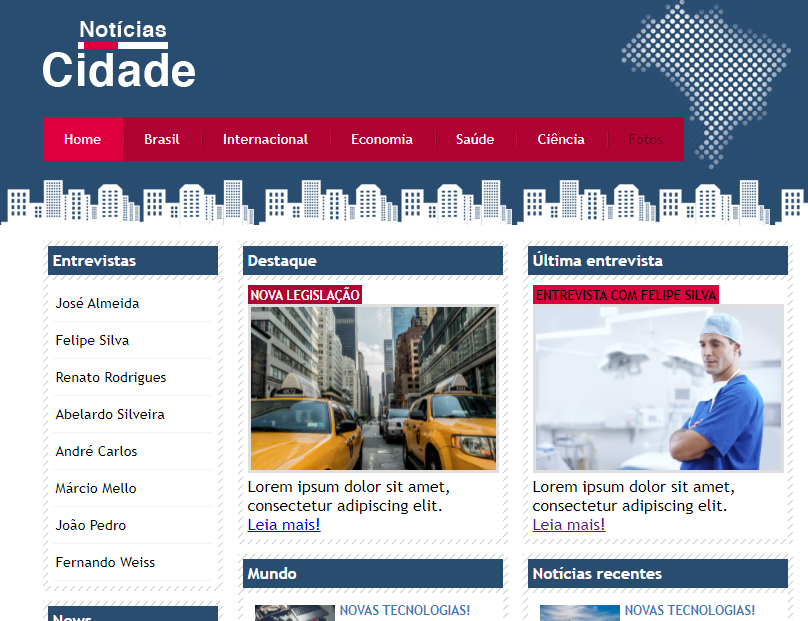 Notícias
Cidade
Home Brasil Internacional Economia Saúde Ciência Fotos
Entrevistas
José Almeida
Felipe Silva
Renato Rodrigues
Abelardo Silveira
André Carlos
Márcio Mello
João Pedro
Fernando Weiss
News
Destaque
NOVA LEGISLAÇÃO
Lorem ipsum dolor sit amet,
consectetur adipiscing elit.
Leia mais!
Mundo
NOVAS TECNOLOGIAS!
Última entrevista
ENTREVISTA COM FELIPE SILVA
Lorem ipsum dolor sit amet,
consectetur adipiscing elit.
Leia mais!
Notícias recentes
NOVAS TECNOLOGIAS!